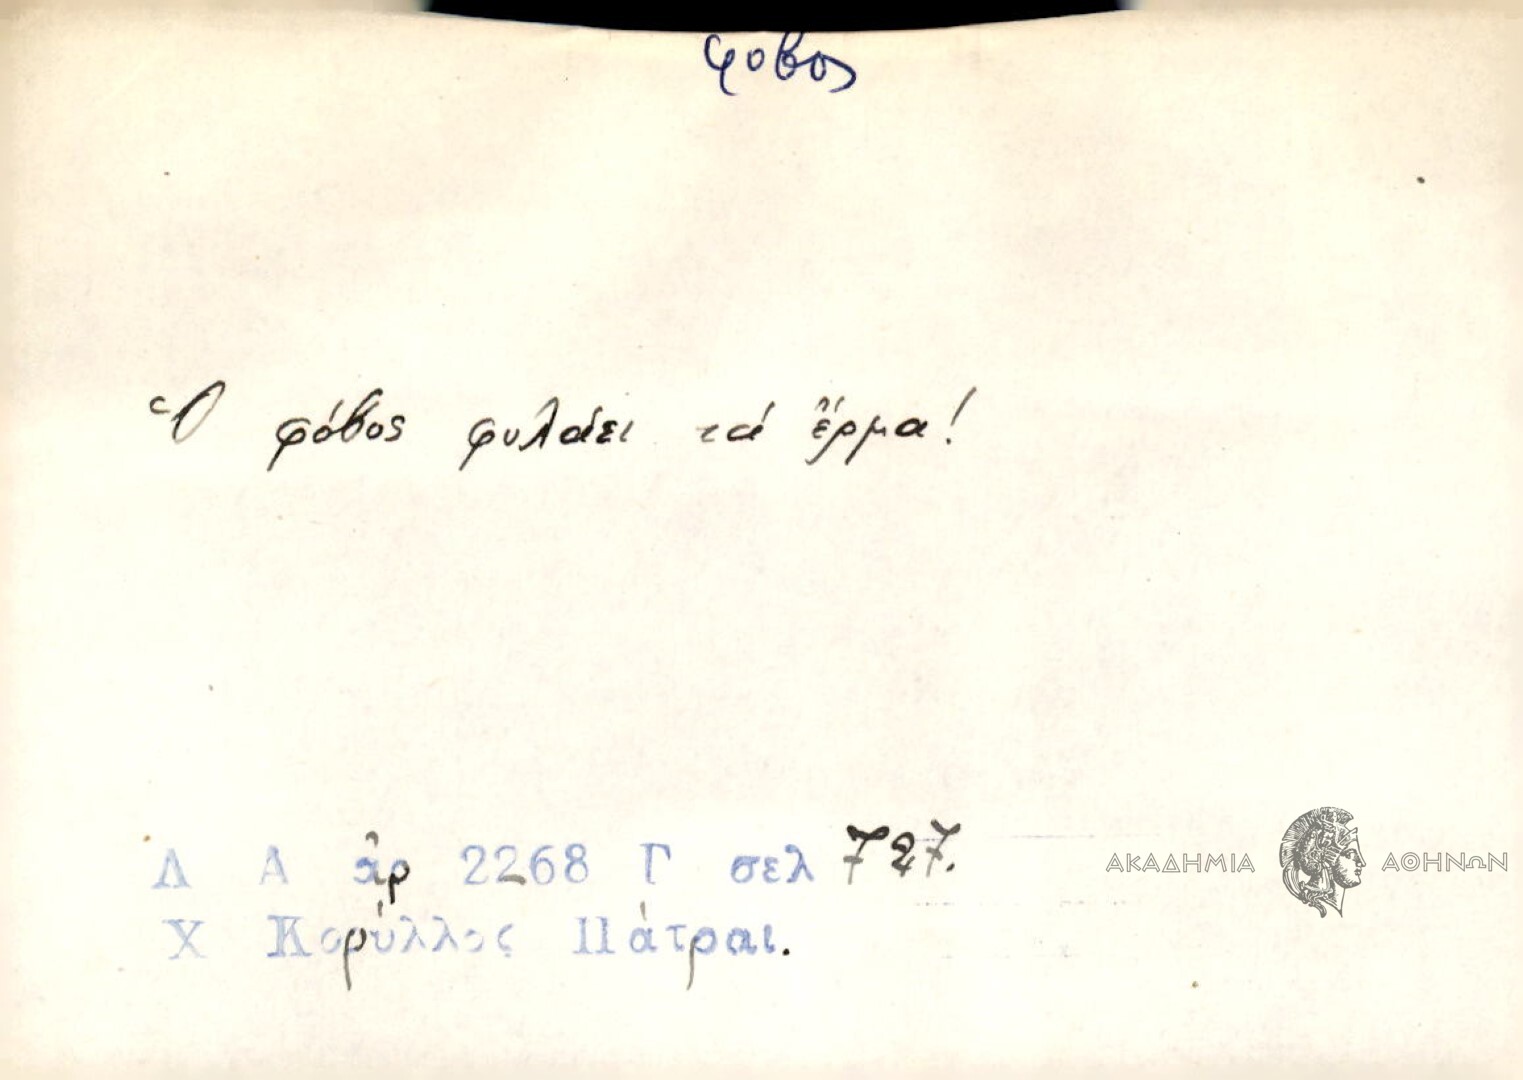 φοβος
Ὁ φόβος φυλάει τά ἔρμα!
Λ Α ἀρ 2268 Γ σελ 727.
ΑΚΑΔΗΜΙΑ ΑΘΗΝΩΝ
Χ Κορύλλος Πάτραι.